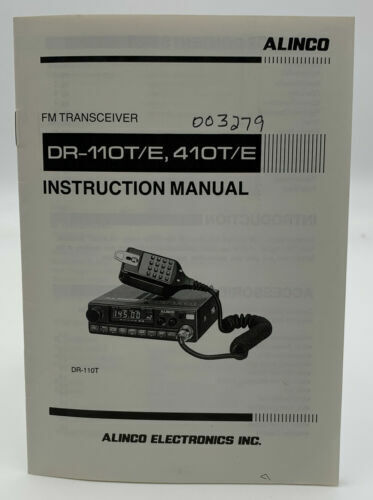 ALINCO
FM TRANSCEIVER
003279
DR-110T/E, 410T/E
INSTRUCTION MANUAL
ALINCO
145.00
DR-110T
ALINCO ELECTRONICS INC.